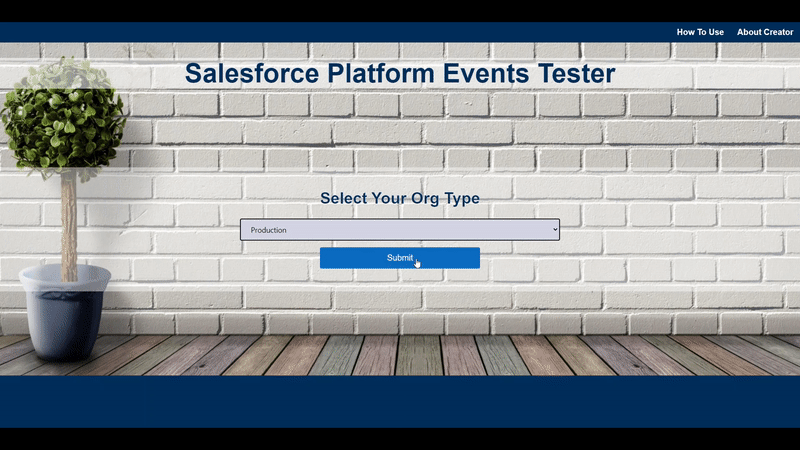 How To Use About Creator
Salesforce Platform Events Tester
Select Your Org Type
Production
Submit